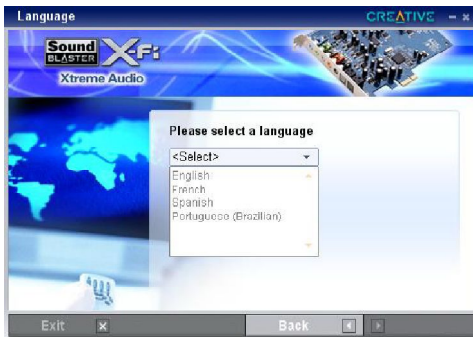 Language
CREATIVE
Sound
BLASTER
X-Fi
Xtreme Audio
Please select a language
<Select>
English
French
Spanish
Portuguese (Brazilian)
Exit
Back